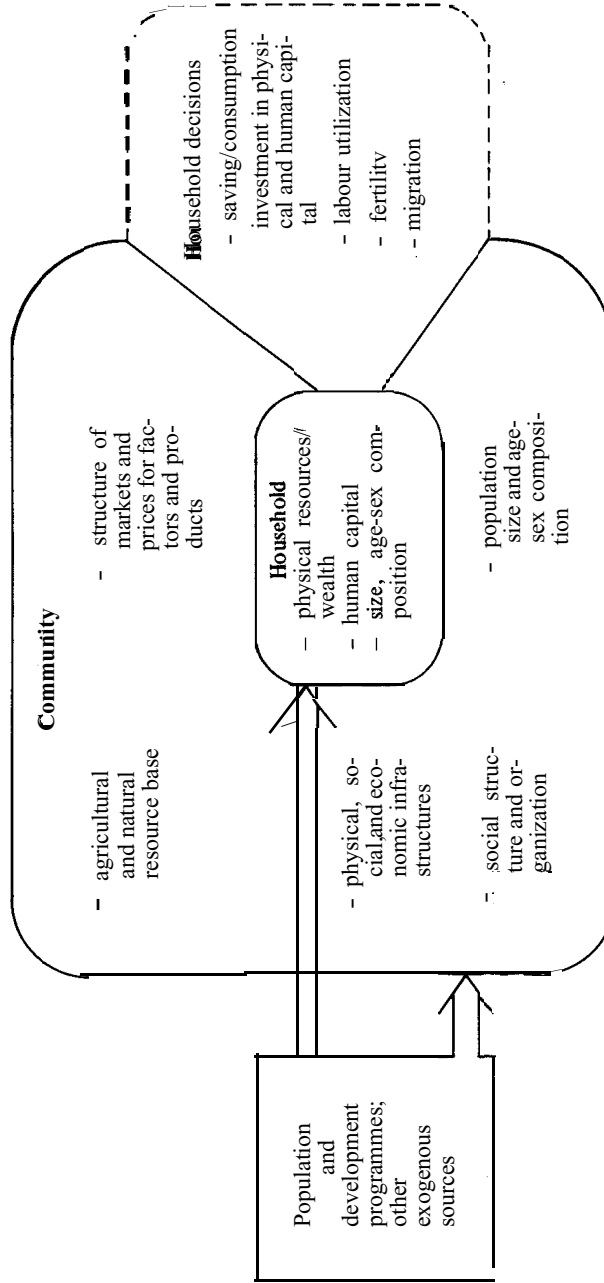 Population
and
development
programmes;
other
exogenous
sources
Community
- agricultural
and natural
resource base
- structure of
markets and
prices for fac-
tors and pro-
ducts
- physical, so-
cial,and eco-
nomic infra-
structures
- social struc-
ture and or-
ganization
- population
size and age-
sex composi-
tion
Household
- physical resources/
wealth
- human capital
- size, age-sex com-
position
Household decisions
- saving/consumption
investment in physi-
cal and human capi-
tal
- labour utilization
- fertility
- migration